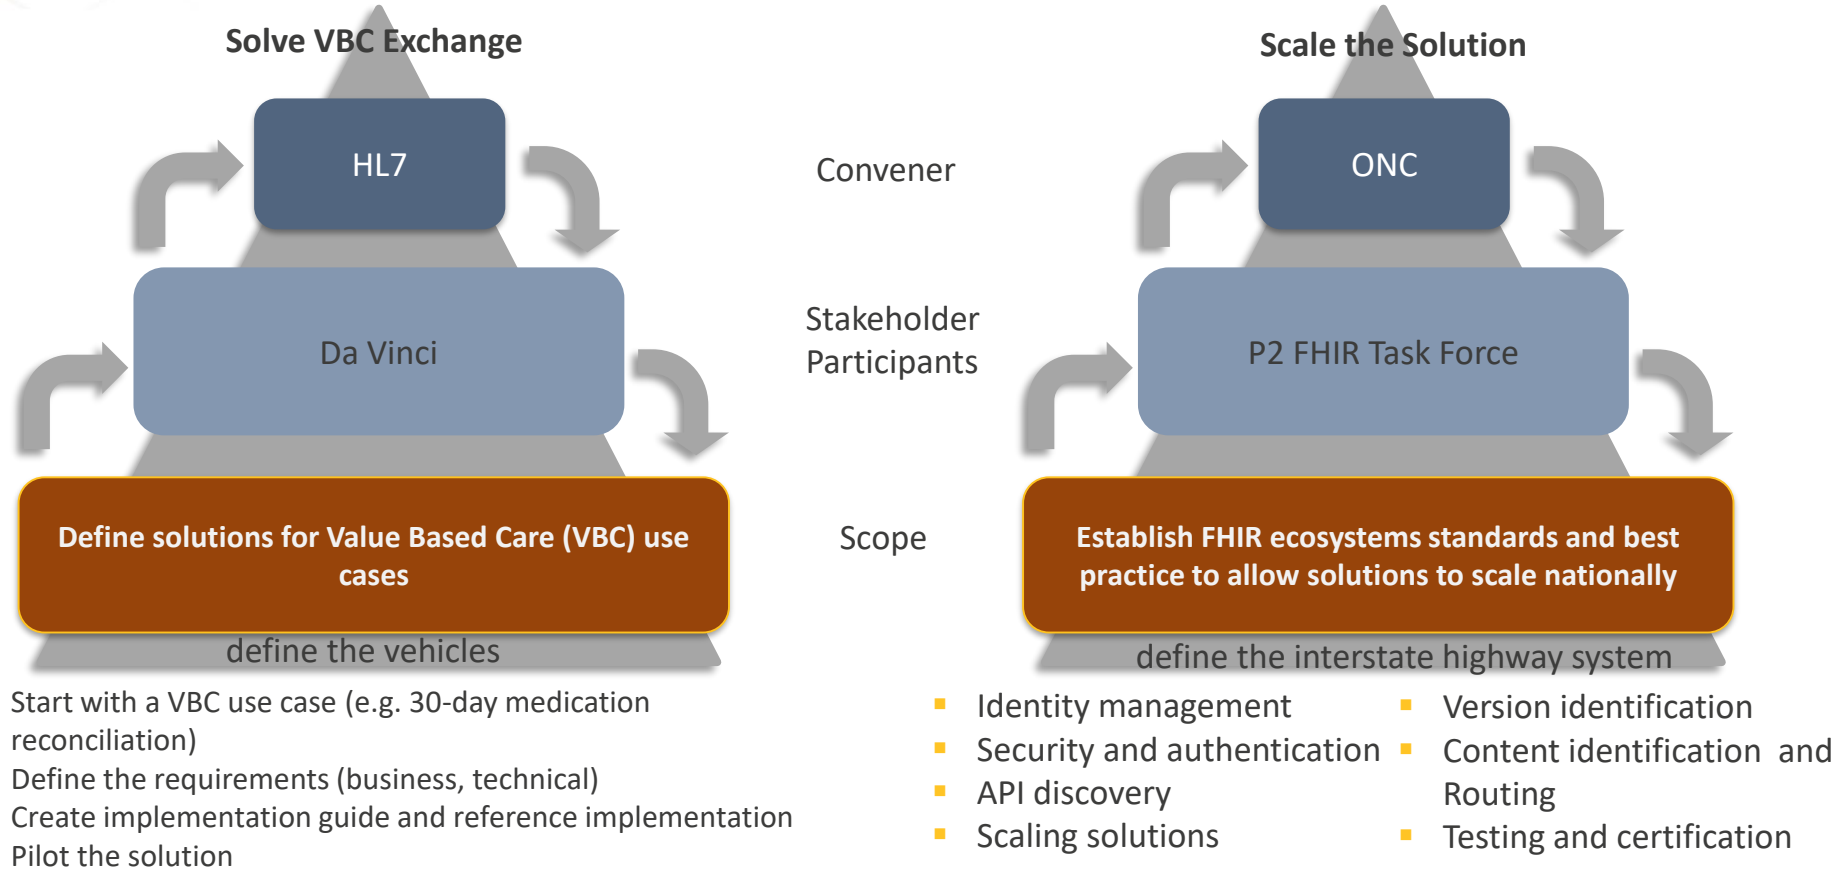 Solve VBC Exchange
HL7
Da Vinci
Define solutions for Value Based Care (VBC) use
cases
define the vehicles
Start with a VBC use case (e.g. 30-day medication
reconciliation)
Define the requirements (business, technical)
Create implementation guide and reference implementation
Pilot the solution
Convener
Stakeholder
Participants
Scope
Scale the Solution
ONC
P2 FHIR Task Force
Establish FHIR ecosystems standards and best
practice to allow solutions to scale nationally
define the interstate highway system
▪ Identity management
▪ Security and authentication
▪ API discovery
▪ Scaling solutions
▪ Version identification
▪ Content identification and
Routing
▪ Testing and certification